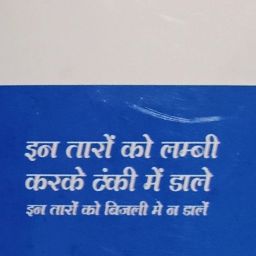 इन तारों को लम्बी
करके टंकी में डाले
इन तारों को बिजली मे न डालें